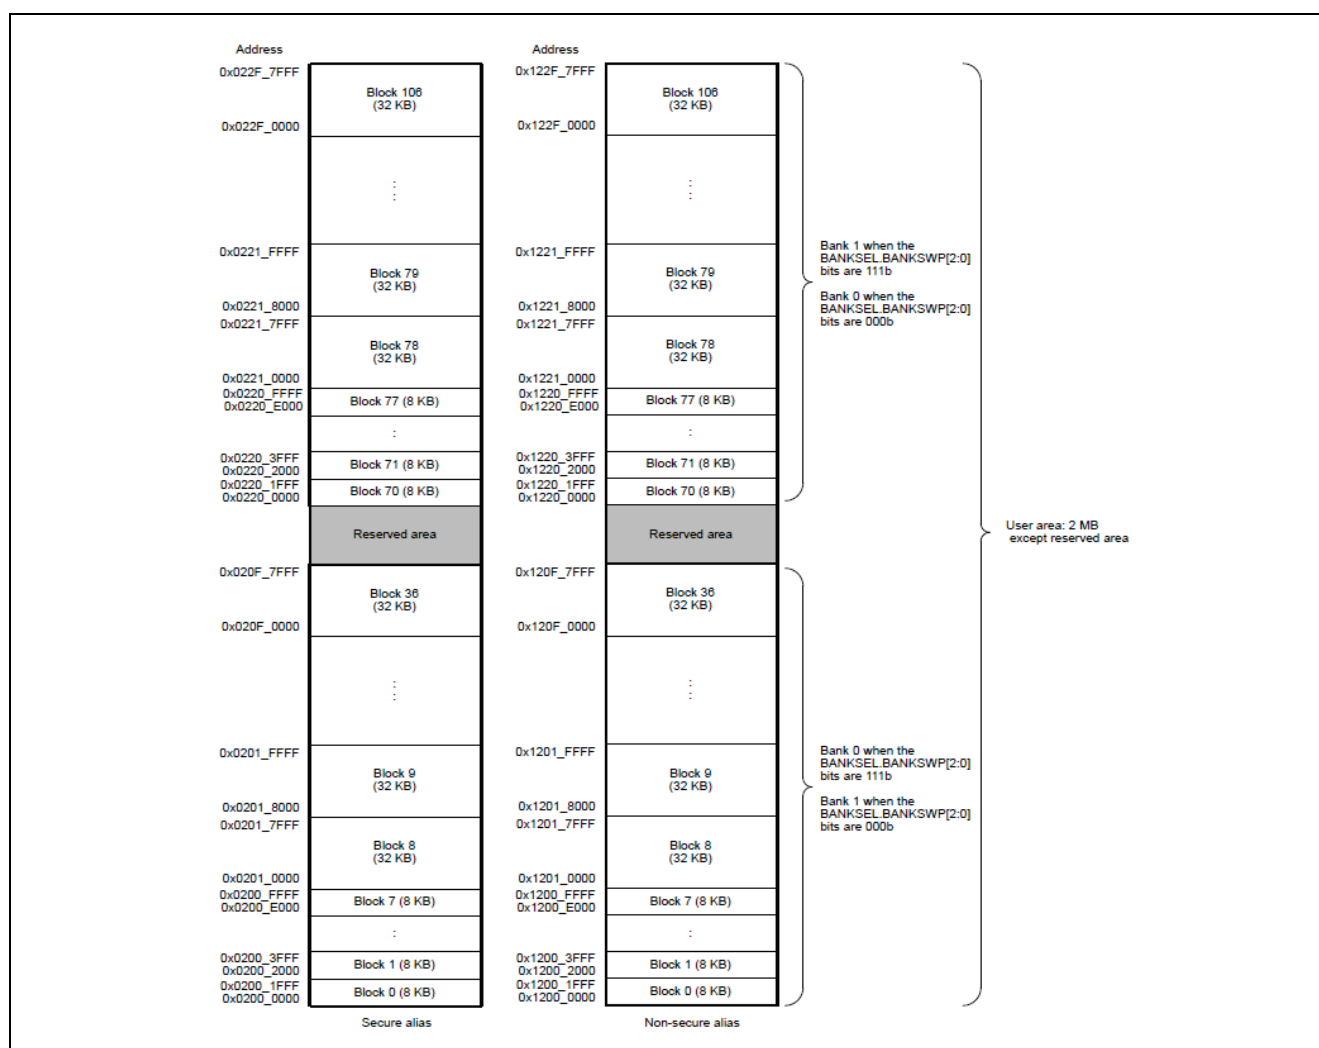 Address
0x022F_7FFF
Block 106
(32 KB)
0x022F_0000
0x0221_FFFF
Block 79
(32 KB)
0x0221_8000
0x0221_7FFF
Block 78
(32 KB)
0x0221_0000
0x0220_FFFF
0x0220_E000
Block 77 (8 KB)
0x0220_3FFF
0x0220_2000
Block 71 (8 KB)
0x0220_1FFF
0x0220_0000
Block 70 (8 KB)
Reserved area
0x020F_7FFF
Block 36
(32 KB)
0x020F_0000
0x0201_FFFF
Block 9
(32 KB)
0x0201_8000
0x0201_7FFF
Block 8
(32 KB)
0x0201_0000
0x0200_FFFF
0x0200_E000
Block 7 (8 KB)
0x0200_3FFF
0x0200_2000
Block 1 (8 KB)
0x0200_1FFF
0x0200_0000
Block 0 (8 KB)
Secure alias
Address
0x122F_7FFF
Block 106
(32 KB)
0x122F_0000
0x1221_FFFF
Block 79
(32 KB)
0x1221_8000
0x1221_7FFF
Block 78
(32 KB)
0x1221_0000
0x1220_FFFF
0x1220_E000
Block 77 (8 KB)
0x1220_3FFF
0x1220_2000
Block 71 (8 KB)
0x1220_1FFF
0x1220_0000
Block 70 (8 KB)
Reserved area
0x120F_7FFF
Block 36
(32 KB)
0x120F_0000
0x1201_FFFF
Block 9
(32 KB)
0x1201_8000
0x1201_7FFF
Block 8
(32 KB)
0x1201_0000
0x1200_FFFF
0x1200_E000
Block 7 (8 KB)
0x1200_3FFF
0x1200_2000
Block 1 (8 KB)
0x1200_1FFF
0x1200_0000
Block 0 (8 KB)
Non-secure alias
Bank 1 when the
BANKSEL.BANKSWP[2:0]
bits are 111b
Bank 0 when the
BANKSEL.BANKSWP[2:0]
bits are 000b
Bank 0 when the
BANKSEL.BANKSWP[2:0]
bits are 111b
Bank 1 when the
BANKSEL.BANKSWP[2:0]
bits are 000b
User area: 2 MB
except reserved area